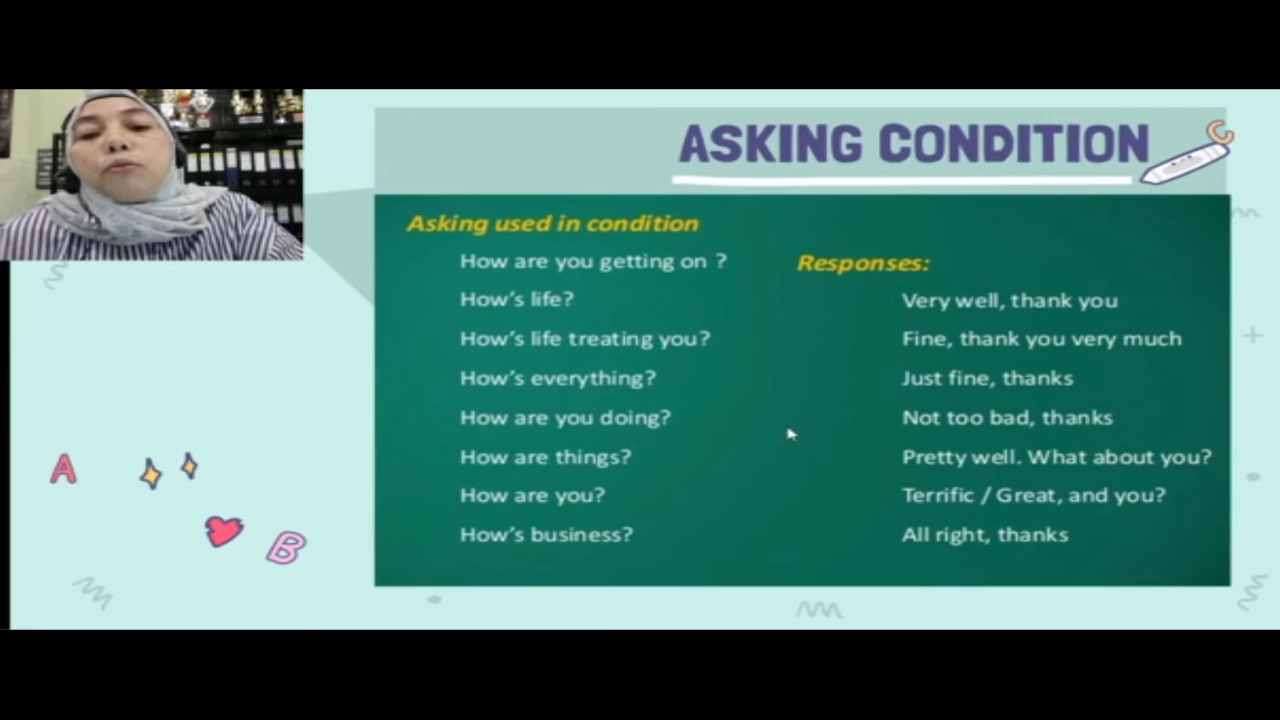 ASKING CONDITION
Asking used in condition
How are you getting on ?
How's life?
How's life treating you?
How's everything?
How are you doing?
How are things?
How are you?
How's business?
Responses:
Very well, thank you
Fine, thank you very much
Just fine, thanks
Not too bad, thanks
Pretty well. What about you?
Terrific / Great, and you?
All right, thanks
A
B